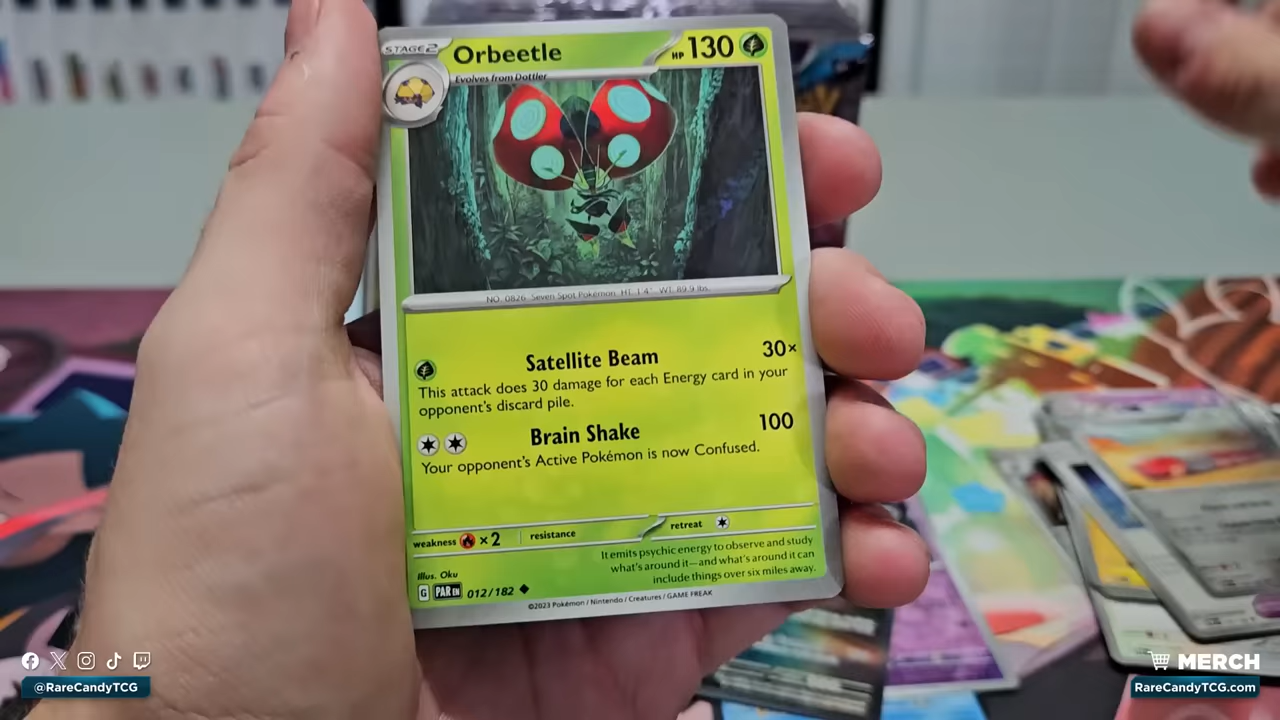 STAGE2
Orbeetle
HP 130
Evolves from Dottler
NO. 0826 Seven Spot Pokémon HT: 1'4" WT: 89.9 lbs.
Satellite Beam 30×
This attack does 30 damage for each Energy card in your
opponent's discard pile.
Brain Shake 100
Your opponent's Active Pokémon is now Confused.
weakness ×2 resistance retreat
It emits psychic energy to observe and study
what's around it—and what's around it can
include things over six miles away.
Illus. Oku
G PAR EN 012/182
©2023 Pokémon / Nintendo / Creatures / GAME FREAK
@RareCandyTCG
MERCH
RareCandyTCG.com